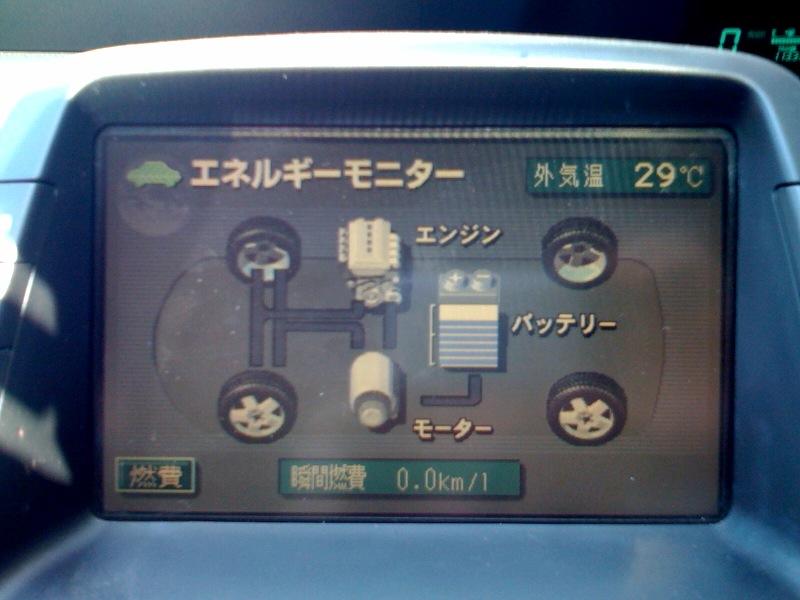 エネルギーモニター
外気温 29℃
エンジン
+ −
バッテリー
モーター
燃費
瞬間燃費 0.0km/l
0